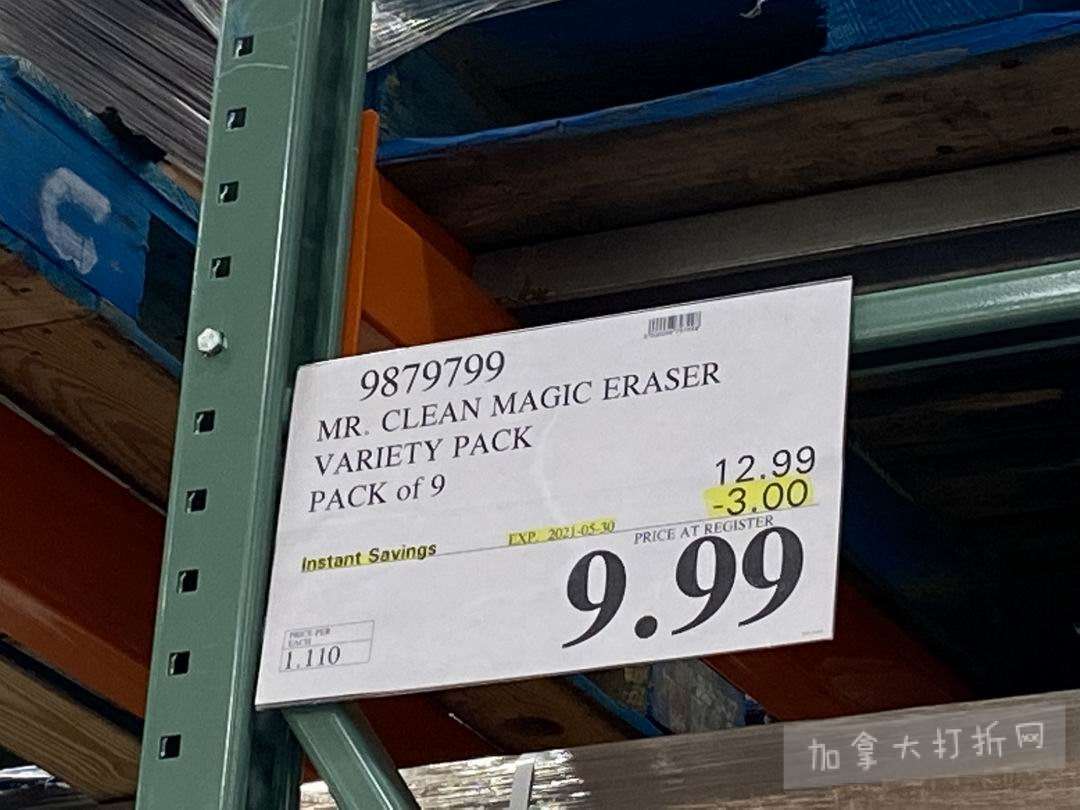 C
9879799
MR. CLEAN MAGIC ERASER
VARIETY PACK
PACK of 9
12.99
-3.00
Instant Savings
EXP. 2021-05-30
PRICE AT REGISTER
9.99
PRICE PER
EACH
1.110
加拿大打折网